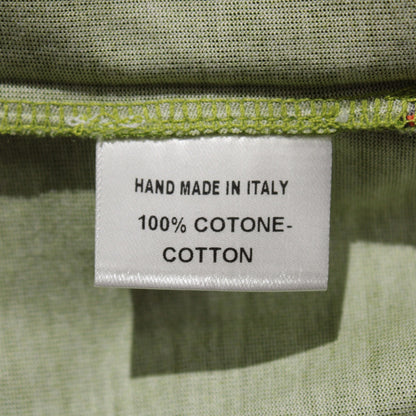 HAND MADE IN ITALY
100% COTONE-
COTTON